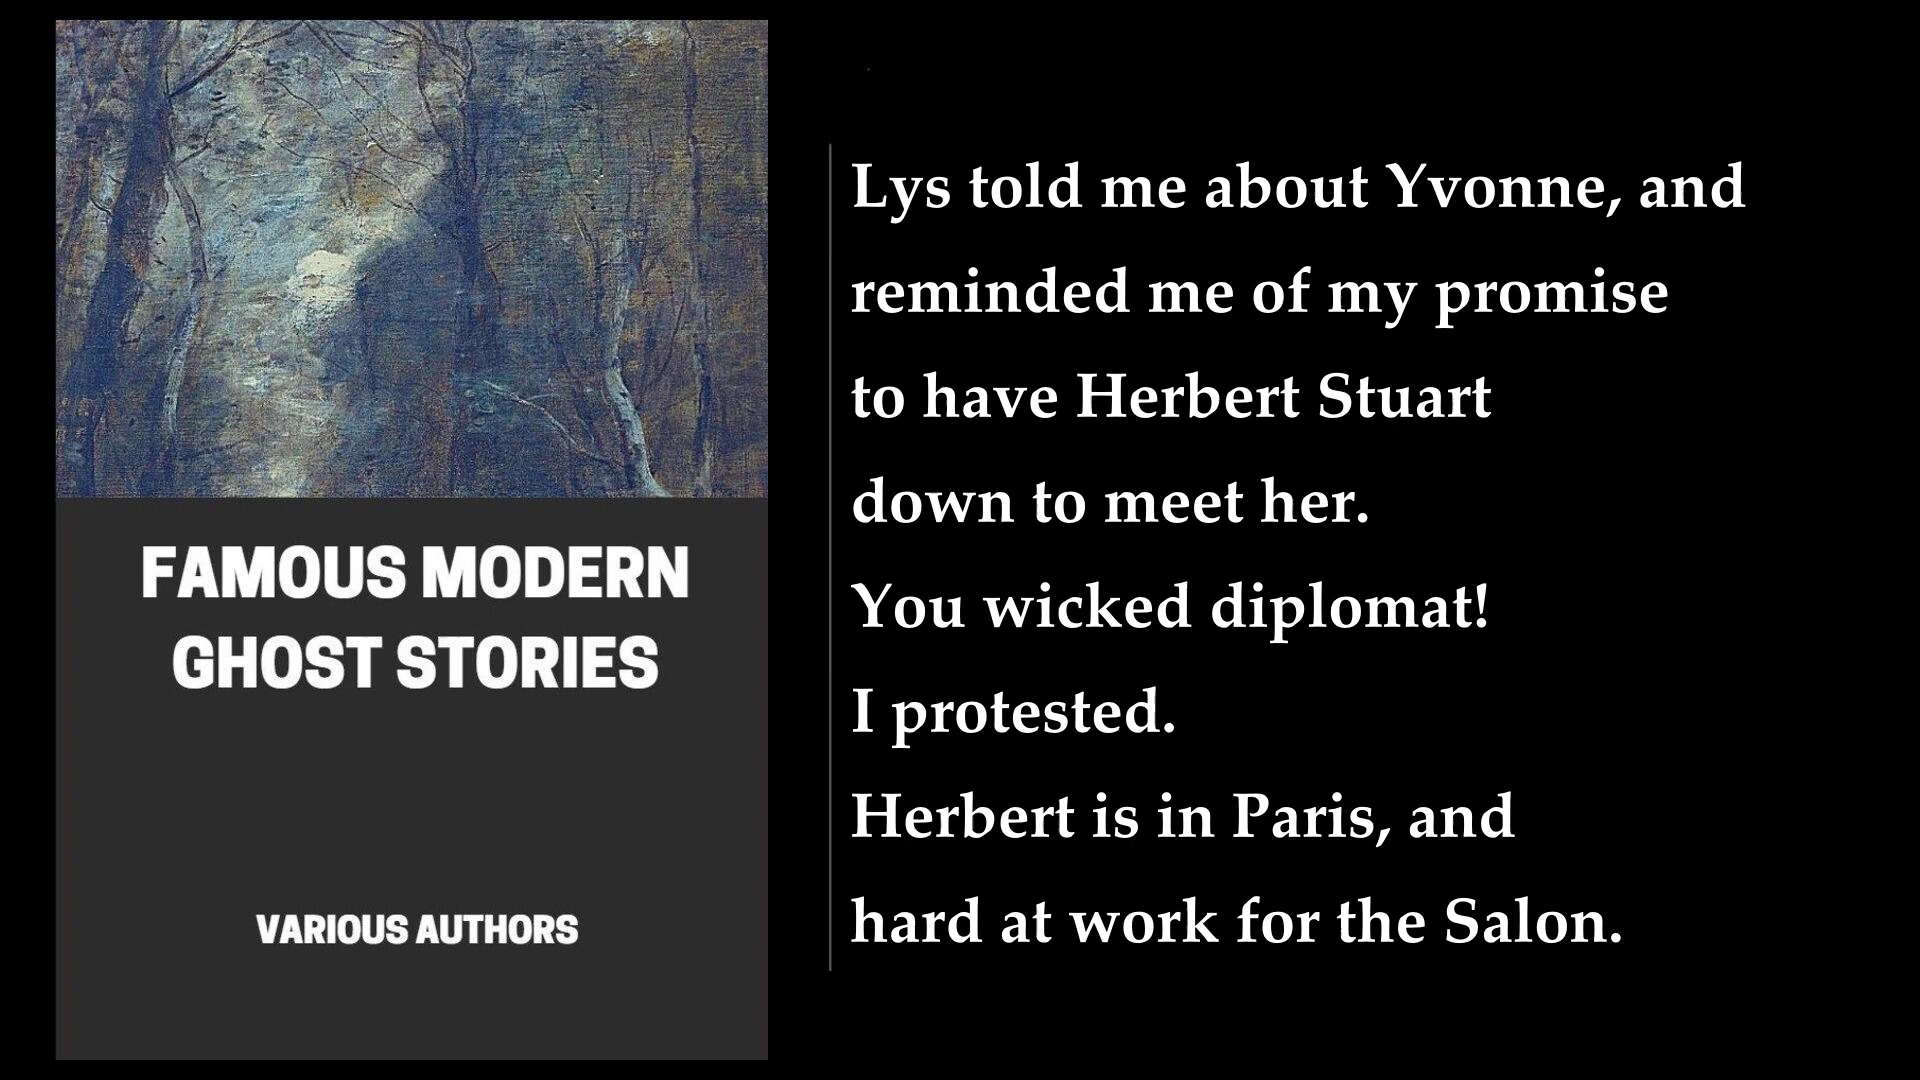 FAMOUS MODERN
GHOST STORIES
VARIOUS AUTHORS
Lys told me about Yvonne, and
reminded me of my promise
to have Herbert Stuart
down to meet her.
You wicked diplomat!
I protested.
Herbert is in Paris, and
hard at work for the Salon.